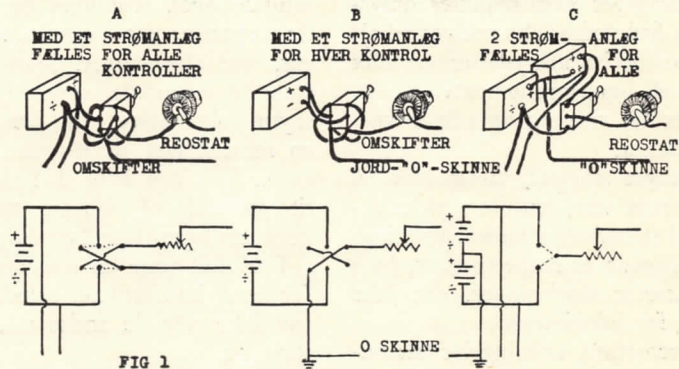 A
MED ET STRØMANLÆG
FÆLLES FOR ALLE
KONTROLLER
REOSTAT
OMSKIFTER
B
MED ET STRØMANLÆG
FOR HVER KONTROL
OMSKIFTER
JORD-"O"-SKINNE
C
2 STRØM- ANLÆG
FÆLLES FOR
ALLE
REOSTAT
"O"SKINNE
+
÷
+
÷
+
÷
+
÷
FIG 1
O SKINNE